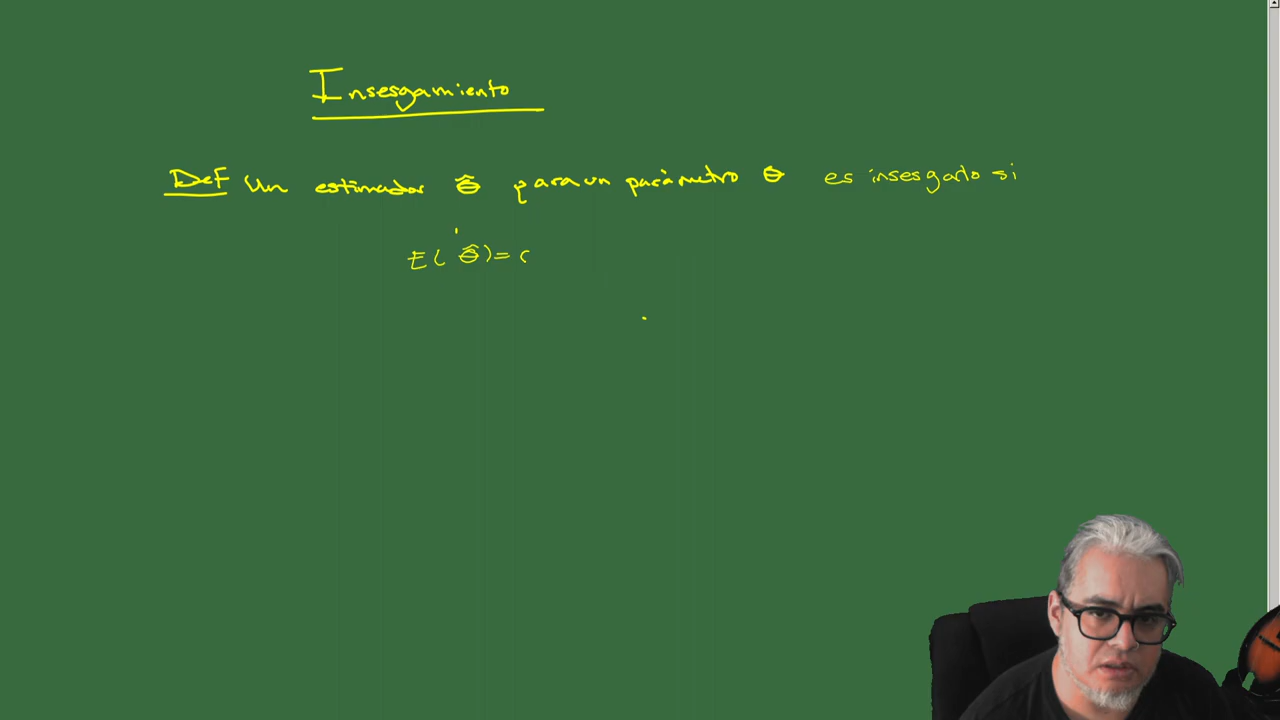 Insesgamiento
Def Un estimador θ̂ para un parámetro θ es insesgado si
E( θ̂ ) = (